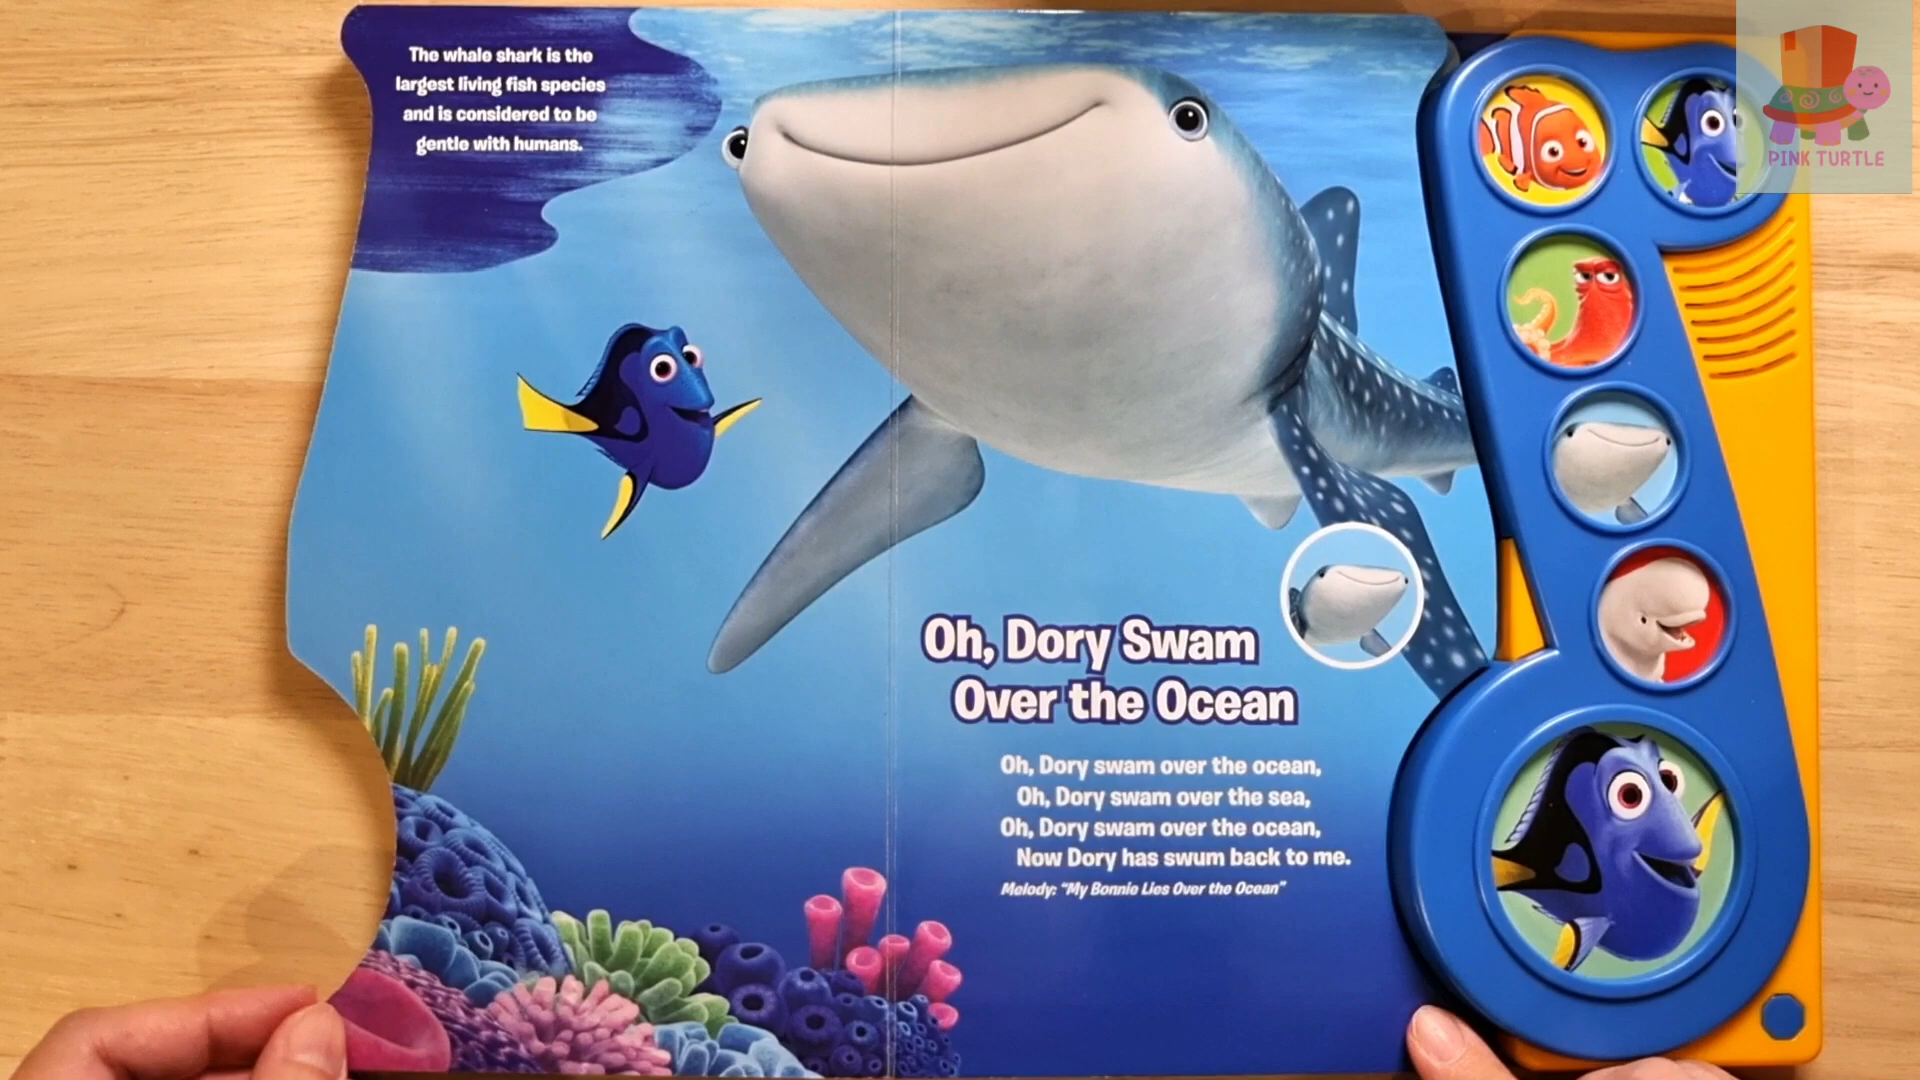 The whale shark is the
largest living fish species
and is considered to be
gentle with humans.
Oh, Dory Swam
Over the Ocean
Oh, Dory swam over the ocean,
Oh, Dory swam over the sea,
Oh, Dory swam over the ocean,
Now Dory has swum back to me.
Melody: "My Bonnie Lies Over the Ocean"
PINK TURTLE